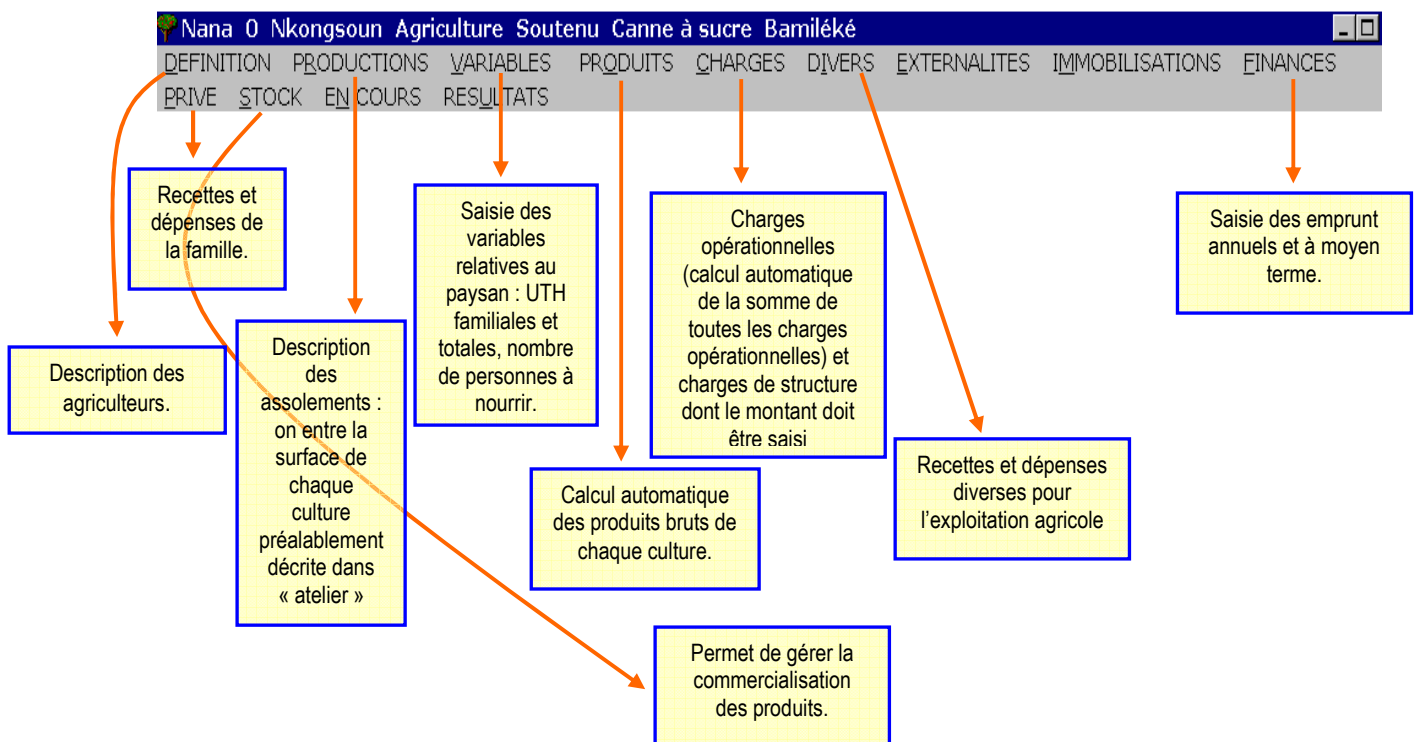 Nana 0 Nkongsoun Agriculture Soutenu Canne à sucre Bamiléké
DEFINITION PRODUCTIONS VARIABLES PRODUITS CHARGES DIVERS EXTERNALITES IMMOBILISATIONS FINANCES
PRIVE STOCK EN COURS RESULTATS
Recettes et
dépenses de
la famille.
Saisie des
variables
relatives au
paysan : UTH
familiales et
totales, nombre
de personnes à
nourrir.
Charges
opérationnelles
(calcul automatique
de la somme de
toutes les charges
opérationnelles) et
charges de structure
dont le montant doit
être saisi
Saisie des emprunt
annuels et à moyen
terme.
Description des
agriculteurs.
Description
des
assolements :
on entre la
surface de
chaque
culture
préalablement
décrite dans
« atelier »
Calcul automatique
des produits bruts de
chaque culture.
Recettes et dépenses
diverses pour
l’exploitation agricole
Permet de gérer la
commercialisation
des produits.